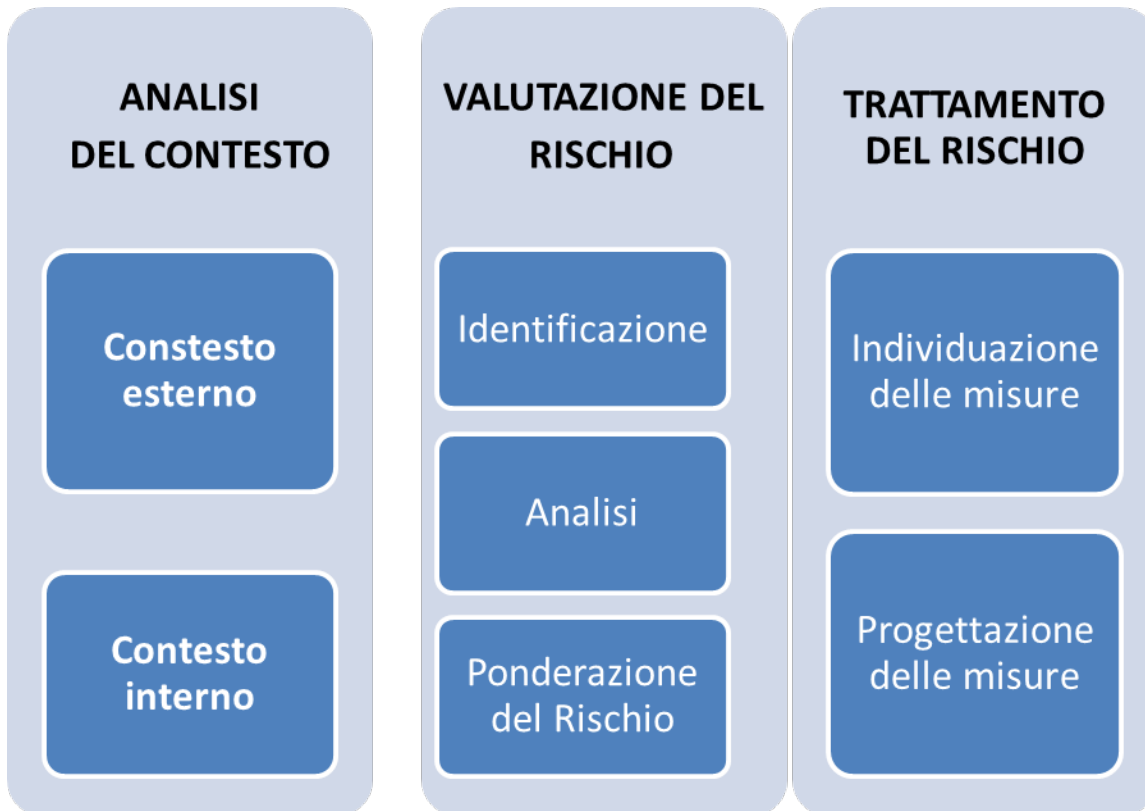 ANALISI
DEL CONTESTO
Constesto
esterno
Contesto
interno
VALUTAZIONE DEL
RISCHIO
Identificazione
Analisi
Ponderazione
del Rischio
TRATTAMENTO
DEL RISCHIO
Individuazione
delle misure
Progettazione
delle misure